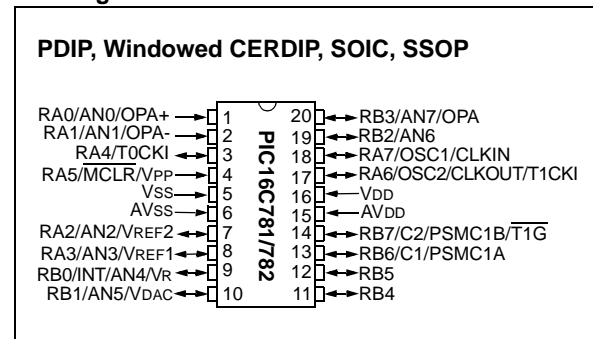 PDIP, Windowed CERDIP, SOIC, SSOP
RA0/AN0/OPA+ 1 20 RB3/AN7/OPA
RA1/AN1/OPA- 2 19 RB2/AN6
RA4/T0CKI 3 18 RA7/OSC1/CLKIN
RA5/MCLR/VPP 4 17 RA6/OSC2/CLKOUT/T1CKI
VSS 5 16 VDD
AVSS 6 15 AVDD
RA2/AN2/VREF2 7 14 RB7/C2/PSMC1B/T1G
RA3/AN3/VREF1 8 13 RB6/C1/PSMC1A
RB0/INT/AN4/VR 9 12 RB5
RB1/AN5/VDAC 10 11 RB4
PIC16C781/782